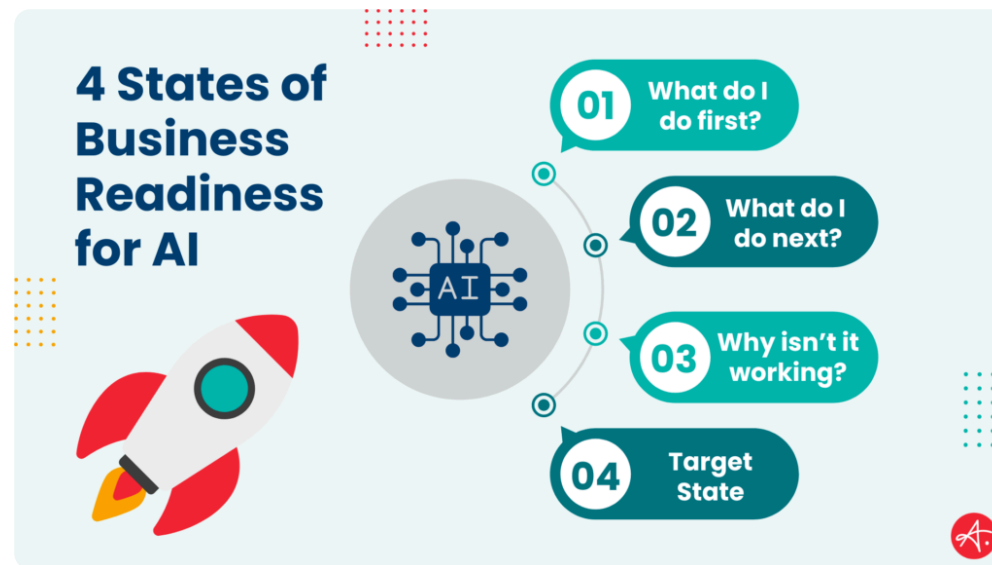 4 States of
Business
Readiness
for AI
AI
01
What do I
do first?
02
What do I
do next?
03
Why isn’t it
working?
04
Target
State
A.